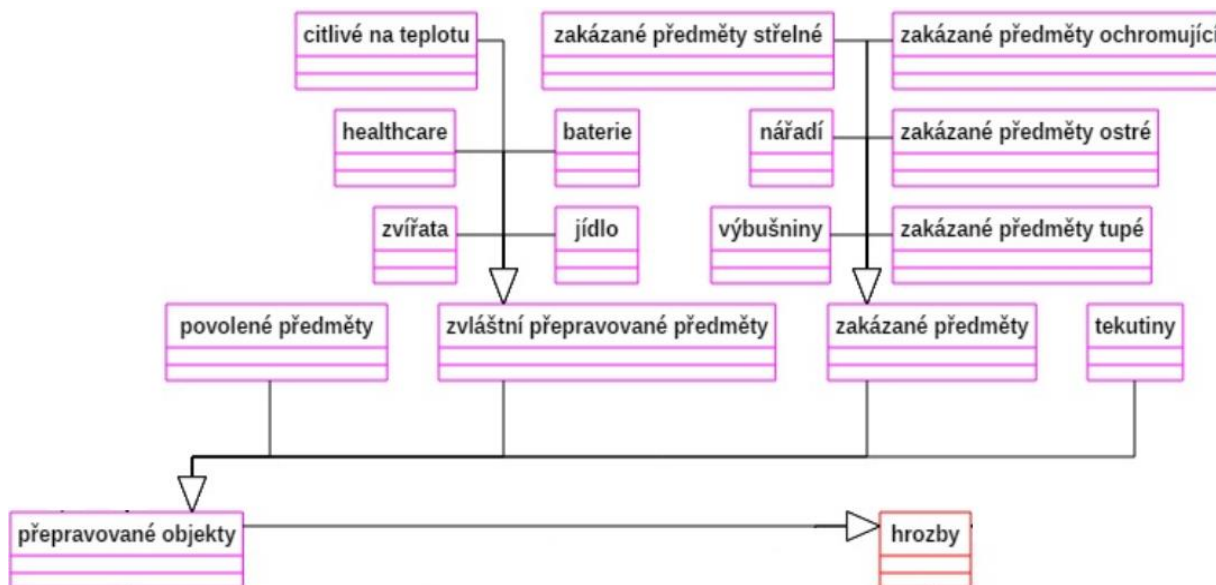 citlivé na teplotu
zakázané předměty střelné
zakázané předměty ochromující
healthcare
baterie
nářadí
zakázané předměty ostré
zvířata
jídlo
výbušniny
zakázané předměty tupé
povolené předměty
zvláštní přepravované předměty
zakázané předměty
tekutiny
přepravované objekty
hrozby